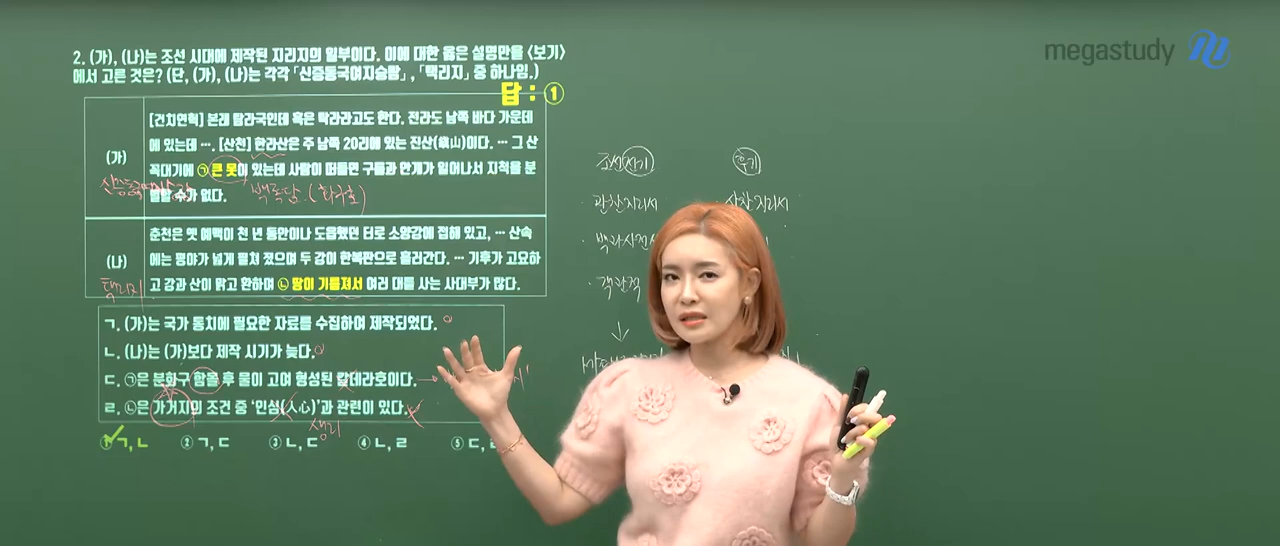 megastudy
2. (가), (나)는 조선 시대에 제작된 지리지의 일부이다. 이에 대한 옳은 설명만을 <보기>
에서 고른 것은? (단, (가), (나)는 각각 「신증동국여지승람」, 「택리지」 중 하나임.)
답 : ①
(가)
[건치연혁] 본래 탐라국인데 혹은 탁라라고도 한다. 전라도 남쪽 바다 가운데
에 있는데 …. [산천] 한라산은 주 남쪽 20리에 있는 진산(鎭山)이다. … 그 산
꼭대기에 ㉠ 큰 못이 있는데 사람이 떠들면 구름과 안개가 일어나서 지척을 분
별할 수가 없다.
백록담. (화구호)
(나)
택리지
춘천은 옛 예맥이 천 년 동안이나 도읍했던 터로 소양강에 접해 있고, … 산속
에는 평야가 넓게 펼쳐 졌으며 두 강이 한복판으로 흘러간다. … 기후가 고요하
고 강과 산이 맑고 환하며 ㉡ 땅이 기름져서 여러 대를 사는 사대부가 많다.
ㄱ. (가)는 국가 통치에 필요한 자료를 수집하여 제작되었다.
ㄴ. (나)는 (가)보다 제작 시기가 늦다.
ㄷ. ㉠은 분화구 함몰 후 물이 고여 형성된 칼데라호이다.
ㄹ. ㉡은 가거지의 조건 중 '인심(人心)'과 관련이 있다.
생리
① ㄱ, ㄴ ② ㄱ, ㄷ ③ ㄴ, ㄷ ④ ㄴ, ㄹ ⑤ ㄷ,
조선전기 후기
· 관찬지리서 사찬지리서
· 백과사전식
· 객관적